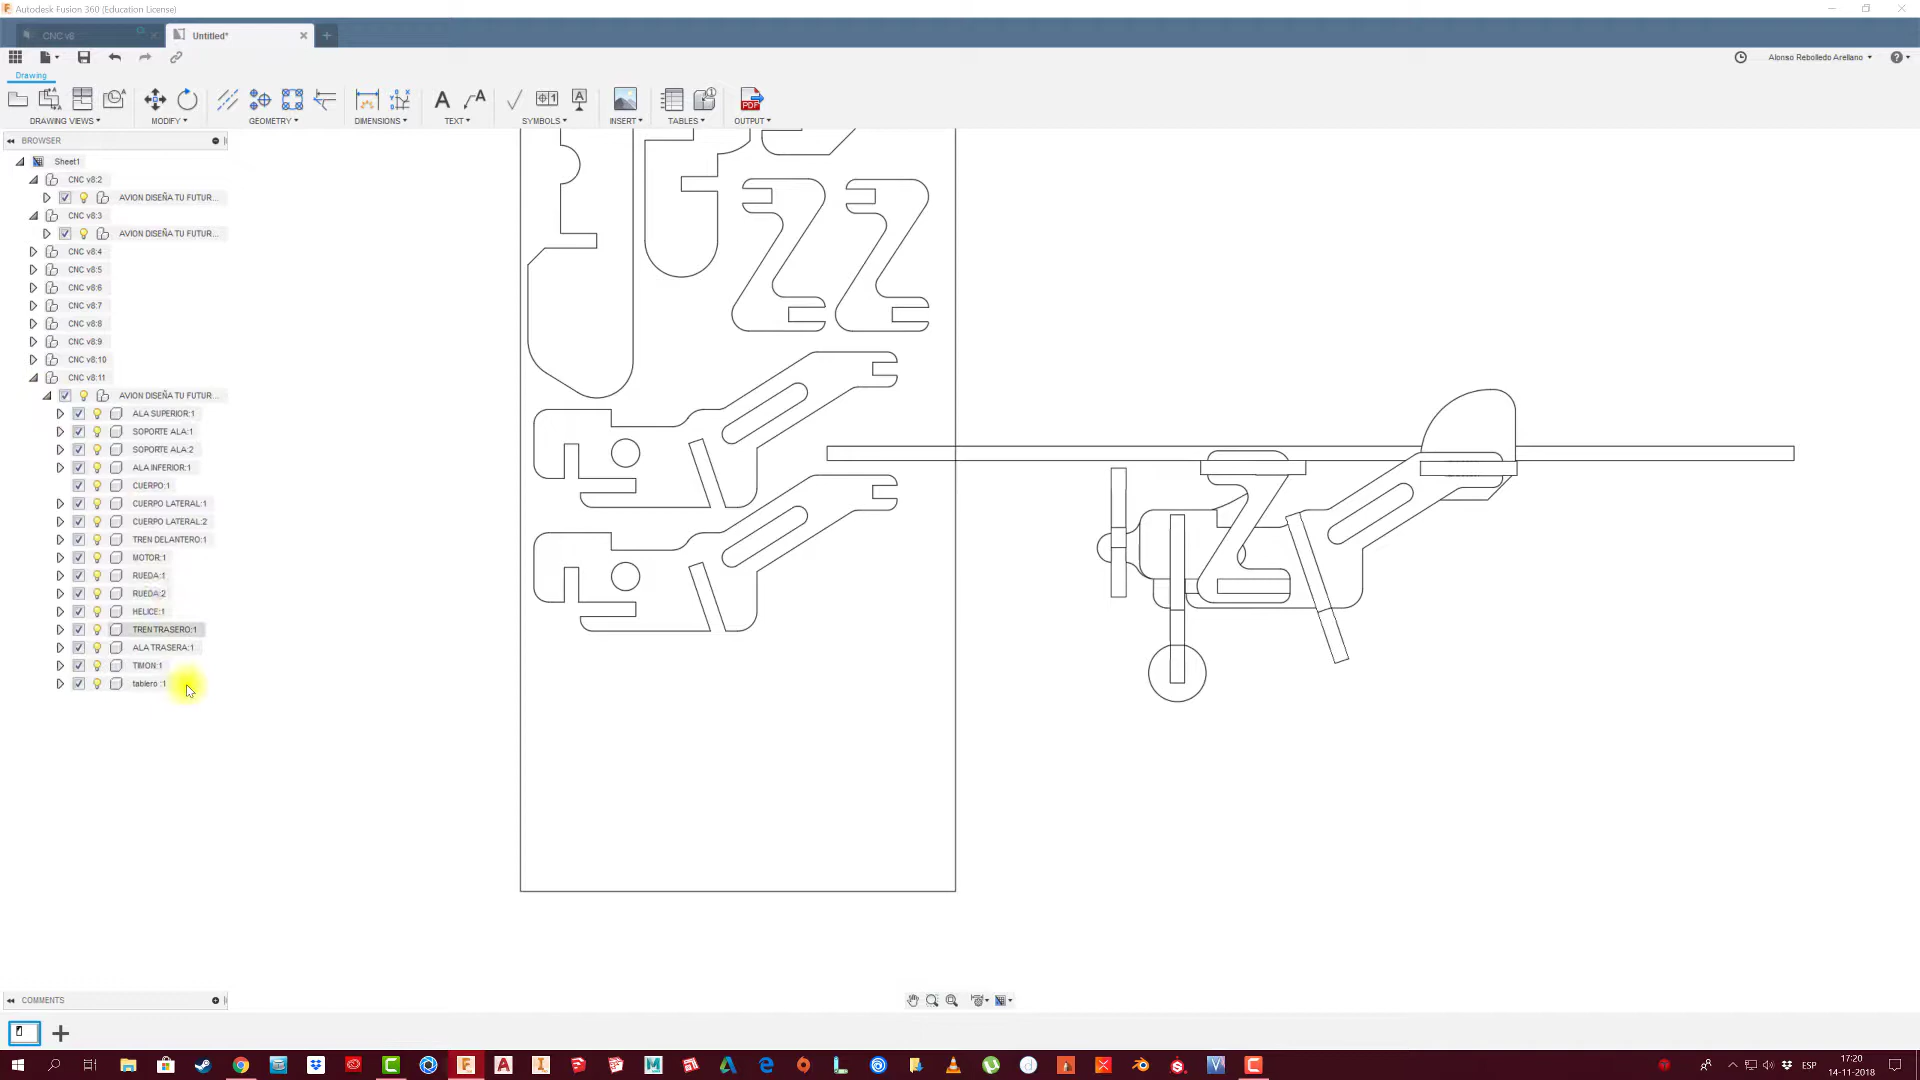 Autodesk Fusion 360 (Education License)
CNC v6
Untitled*
Alonso Rebolledo Arellano
Drawing
DRAWING VIEWS
MODIFY
GEOMETRY
DIMENSIONS
TEXT
SYMBOLS
INSERT
TABLES
OUTPUT
PDF
BROWSER
Sheet1
CNC v8:2
AVION DISEÑA TU FUTUR...
CNC v8:3
AVION DISEÑA TU FUTUR...
CNC v8:4
CNC v8:5
CNC v8:6
CNC v8:7
CNC v8:8
CNC v8:9
CNC v8:10
CNC v8:11
AVION DISEÑA TU FUTUR...
ALA SUPERIOR:1
SOPORTE ALA:1
SOPORTE ALA:2
ALA INFERIOR:1
CUERPO:1
CUERPO LATERAL:1
CUERPO LATERAL:2
TREN DELANTERO:1
MOTOR:1
RUEDA:1
RUEDA:2
HELICE:1
TREN TRASERO:1
ALA TRASERA:1
TIMON:1
tablero :1
COMMENTS
ESP
17:20
14-11-2018